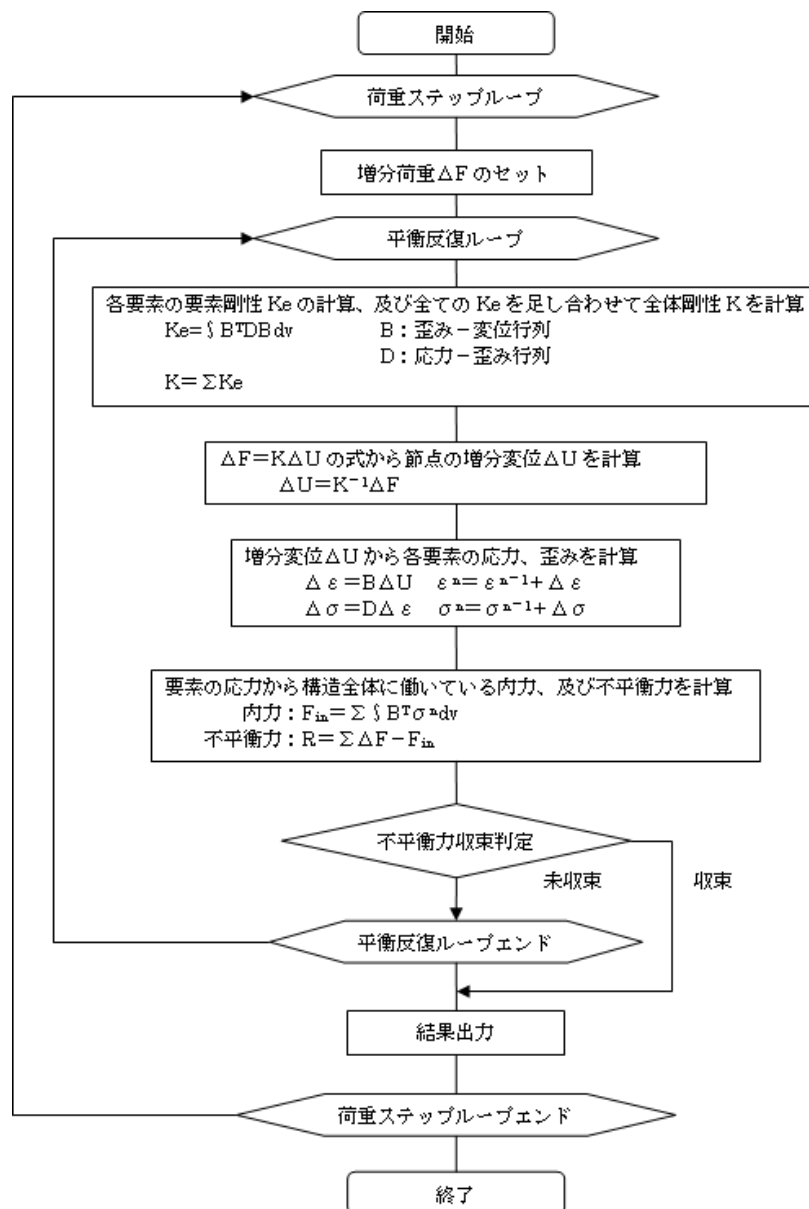 開始
荷重ステップループ
増分荷重ΔFのセット
平衡反復ループ
各要素の要素剛性Keの計算、及び全てのKeを足し合わせて全体剛性Kを計算
Ke=∫BᵀDBdv B：歪み－変位行列
D：応力－歪み行列
K＝ΣKe
ΔF＝KΔUの式から節点の増分変位ΔUを計算
ΔU＝K⁻¹ΔF
増分変位ΔUから各要素の応力、歪みを計算
Δε＝BΔU εⁿ＝εⁿ⁻¹＋Δε
Δσ＝DΔε σⁿ＝σⁿ⁻¹＋Δσ
要素の応力から構造全体に働いている内力、及び不平衡力を計算
内力：Fᵢₙ＝Σ∫Bᵀσⁿdv
不平衡力：R＝ΣΔF－Fᵢₙ
不平衡力収束判定
未収束 収束
平衡反復ループエンド
結果出力
荷重ステップループエンド
終了